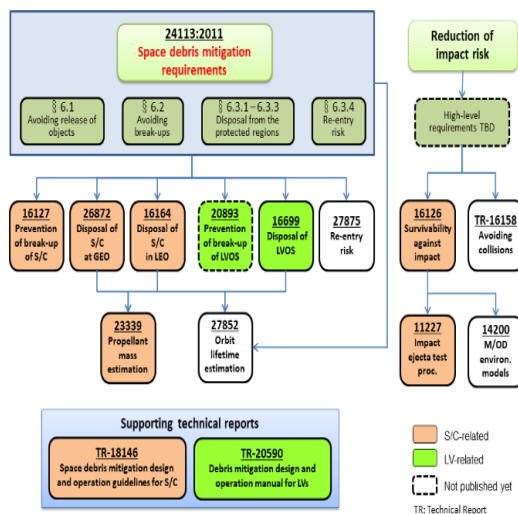 24113:2011
Space debris mitigation
requirements
§ 6.1
Avoiding release of
objects
§ 6.2
Avoiding
break-ups
§ 6.3.1–6.3.3
Disposal from the
protected regions
§ 6.3.4
Re-entry
risk
Reduction of
impact risk
High-level
requirements TBD
16127
Prevention of
break-up
of S/C
26872
Disposal of
S/C
at GEO
16164
Disposal of
S/C
in LEO
20893
Prevention
of break-up
of LVOS
16699
Disposal of
LVOS
27875
Re-entry
risk
16126
Survivability
against
impact
TR-16158
Avoiding
collisions
23339
Propellant
mass
estimation
27852
Orbit
lifetime
estimation
11227
Impact
ejecta test
proc.
14200
M/OD
environ.
models
Supporting technical reports
TR-18146
Space debris mitigation design
and operation guidelines for S/C
TR-20590
Debris mitigation design and
operation manual for LVs
S/C-related
LV-related
Not published yet
TR: Technical Report